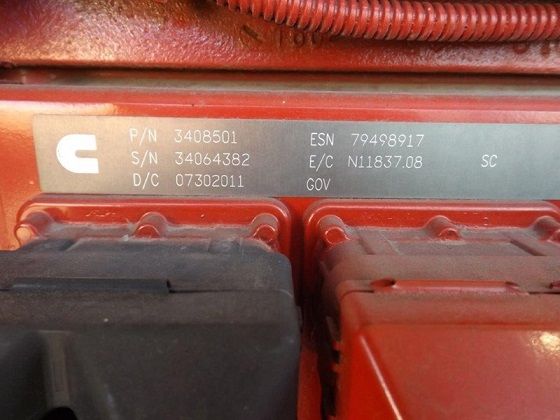 P/N 3408501 ESN 79498917
S/N 34064382 E/C N11837.08 SC
D/C 07302011 GOV